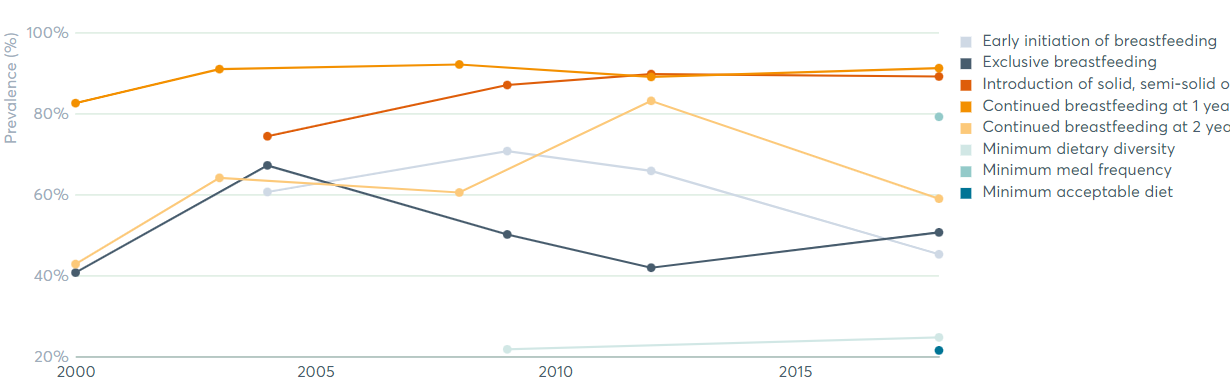 Prevalence (%)
100%
80%
60%
40%
20%
2000
2005
2010
2015
Early initiation of breastfeeding
Exclusive breastfeeding
Introduction of solid, semi-solid o
Continued breastfeeding at 1 yea
Continued breastfeeding at 2 yea
Minimum dietary diversity
Minimum meal frequency
Minimum acceptable diet